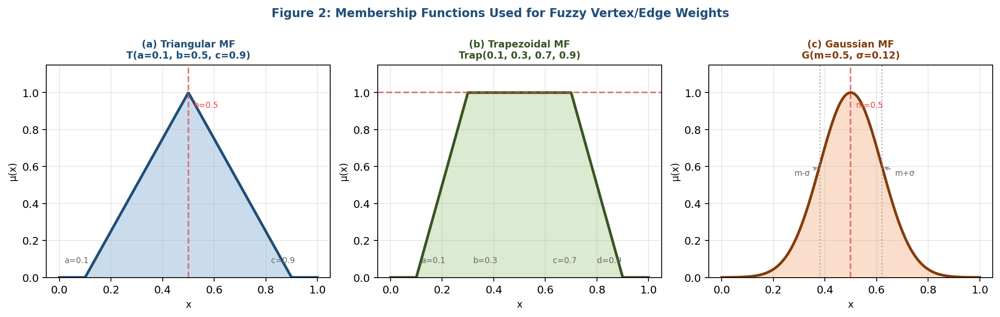 Figure 2: Membership Functions Used for Fuzzy Vertex/Edge Weights
(a) Triangular MF
T(a=0.1, b=0.5, c=0.9)
μ(x)
1.0
0.8
0.6
0.4
0.2
0.0
b=0.5
a=0.1
c=0.9
0.0 0.2 0.4 0.6 0.8 1.0
x
(b) Trapezoidal MF
Trap(0.1, 0.3, 0.7, 0.9)
μ(x)
1.0
0.8
0.6
0.4
0.2
0.0
a=0.1 b=0.3 c=0.7 d=0.9
0.0 0.2 0.4 0.6 0.8 1.0
x
(c) Gaussian MF
G(m=0.5, σ=0.12)
μ(x)
1.0
0.8
0.6
0.4
0.2
0.0
m=0.5
m-σ
m+σ
0.0 0.2 0.4 0.6 0.8 1.0
x